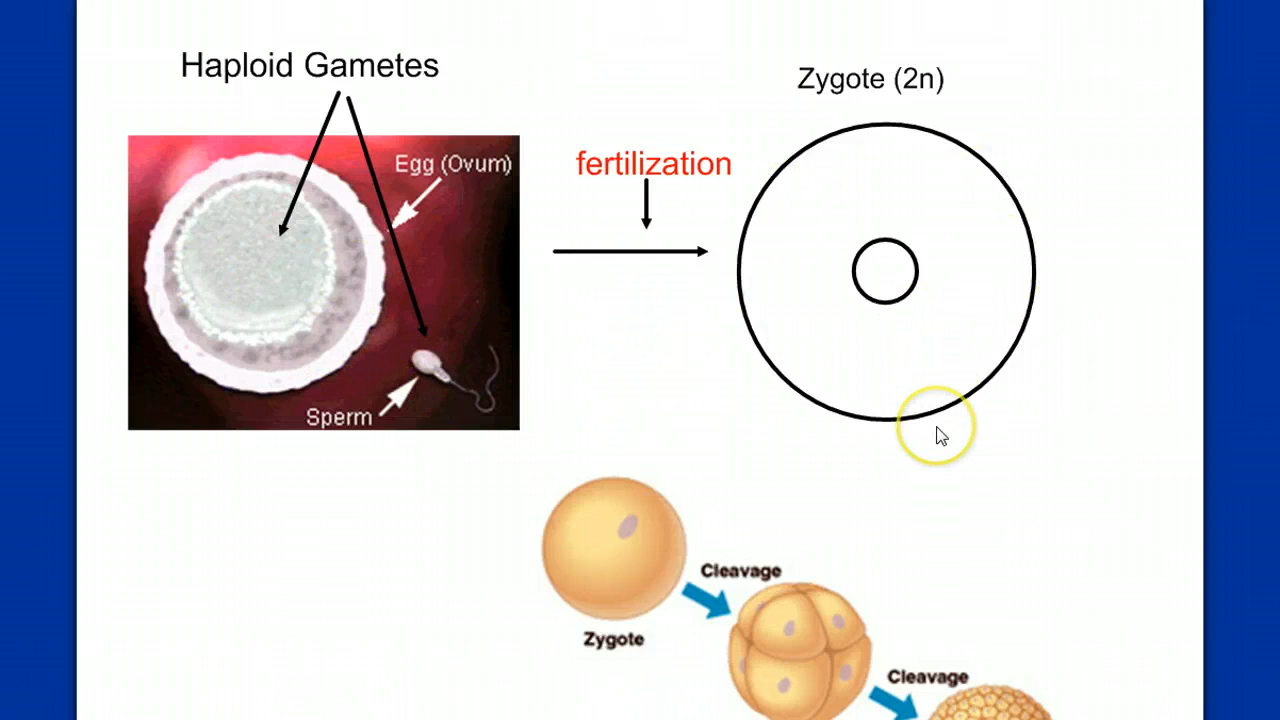 Haploid Gametes
Zygote (2n)
Egg (Ovum)
fertilization
Sperm
Cleavage
Zygote
Cleavage